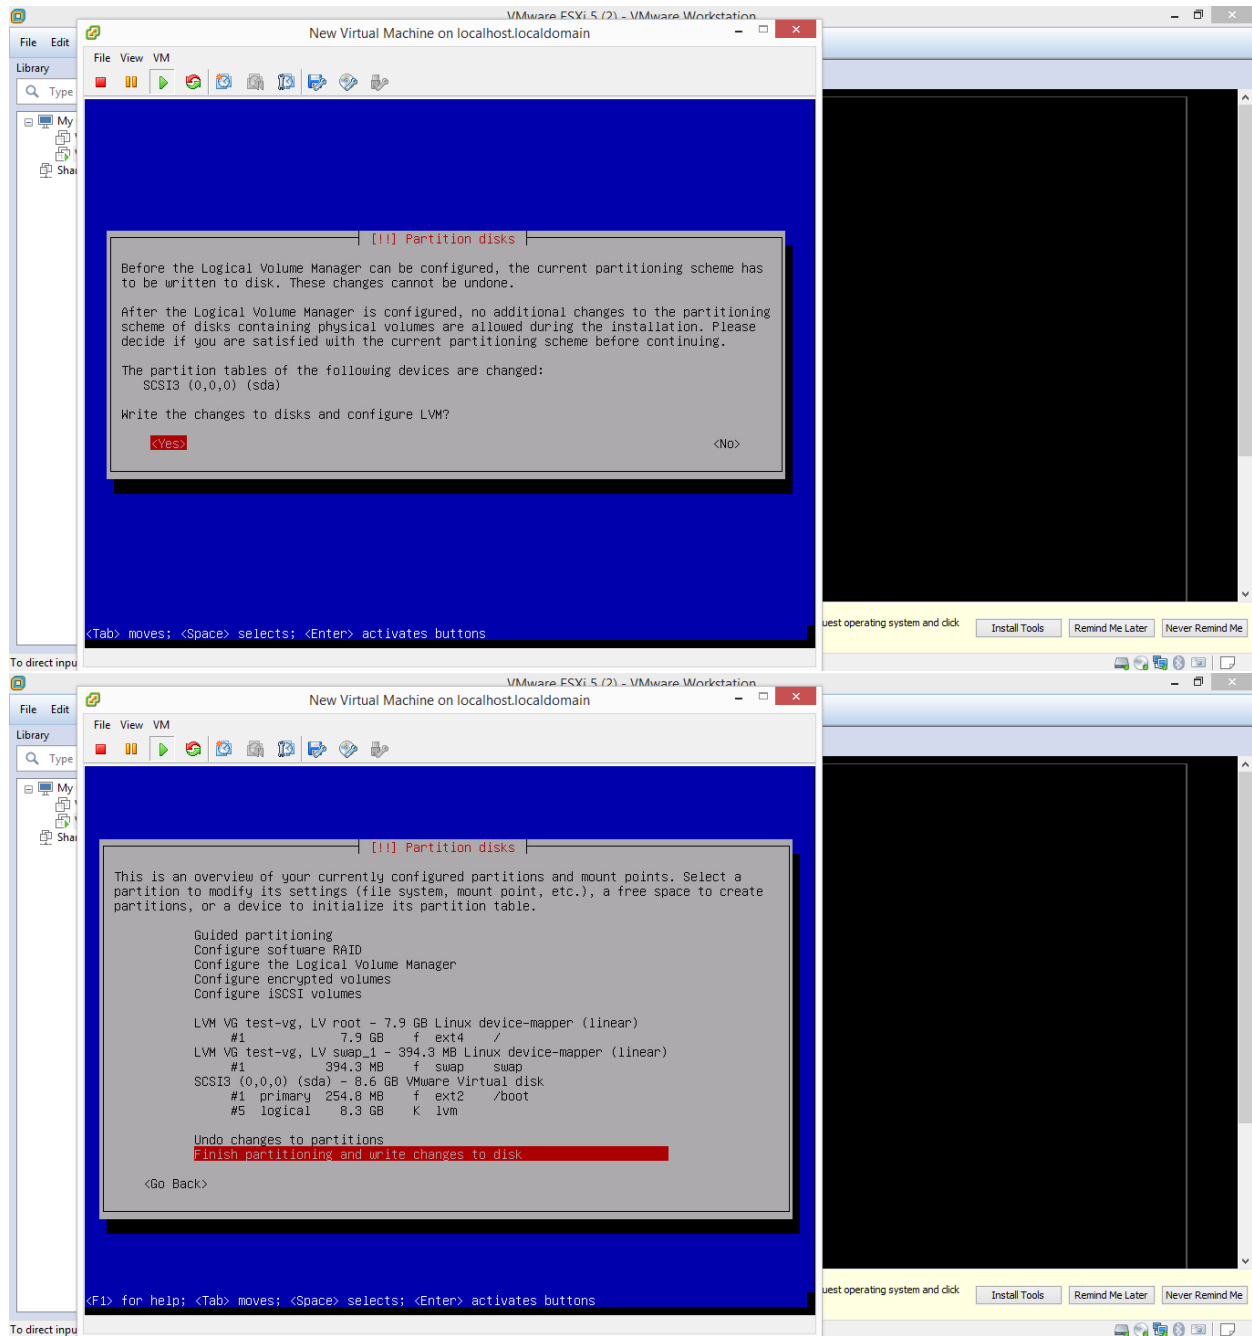 VMware ESXi 5 (2) - VMware Workstation
File Edit
New Virtual Machine on localhost.localdomain
Library
File View VM
Type
My
Sha
[!!] Partition disks
Before the Logical Volume Manager can be configured, the current partitioning scheme has
to be written to disk. These changes cannot be undone.
After the Logical Volume Manager is configured, no additional changes to the partitioning
scheme of disks containing physical volumes are allowed during the installation. Please
decide if you are satisfied with the current partitioning scheme before continuing.
The partition tables of the following devices are changed:
SCSI3 (0,0,0) (sda)
Write the changes to disks and configure LVM?
<Yes> <No>
<Tab> moves; <Space> selects; <Enter> activates buttons
uest operating system and click
Install Tools Remind Me Later Never Remind Me
To direct inpu
VMware ESXi 5 (2) - VMware Workstation
File Edit
New Virtual Machine on localhost.localdomain
Library
File View VM
Type
My
Sha
[!!] Partition disks
This is an overview of your currently configured partitions and mount points. Select a
partition to modify its settings (file system, mount point, etc.), a free space to create
partitions, or a device to initialize its partition table.
Guided partitioning
Configure software RAID
Configure the Logical Volume Manager
Configure encrypted volumes
Configure iSCSI volumes
LVM VG test-vg, LV root - 7.9 GB Linux device-mapper (linear)
#1 7.9 GB f ext4 /
LVM VG test-vg, LV swap_1 - 394.3 MB Linux device-mapper (linear)
#1 394.3 MB f swap swap
SCSI3 (0,0,0) (sda) - 8.6 GB VMware Virtual disk
#1 primary 254.8 MB f ext2 /boot
#5 logical 8.3 GB K lvm
Undo changes to partitions
Finish partitioning and write changes to disk
<Go Back>
<F1> for help; <Tab> moves; <Space> selects; <Enter> activates buttons
uest operating system and click
Install Tools Remind Me Later Never Remind Me
To direct inpu